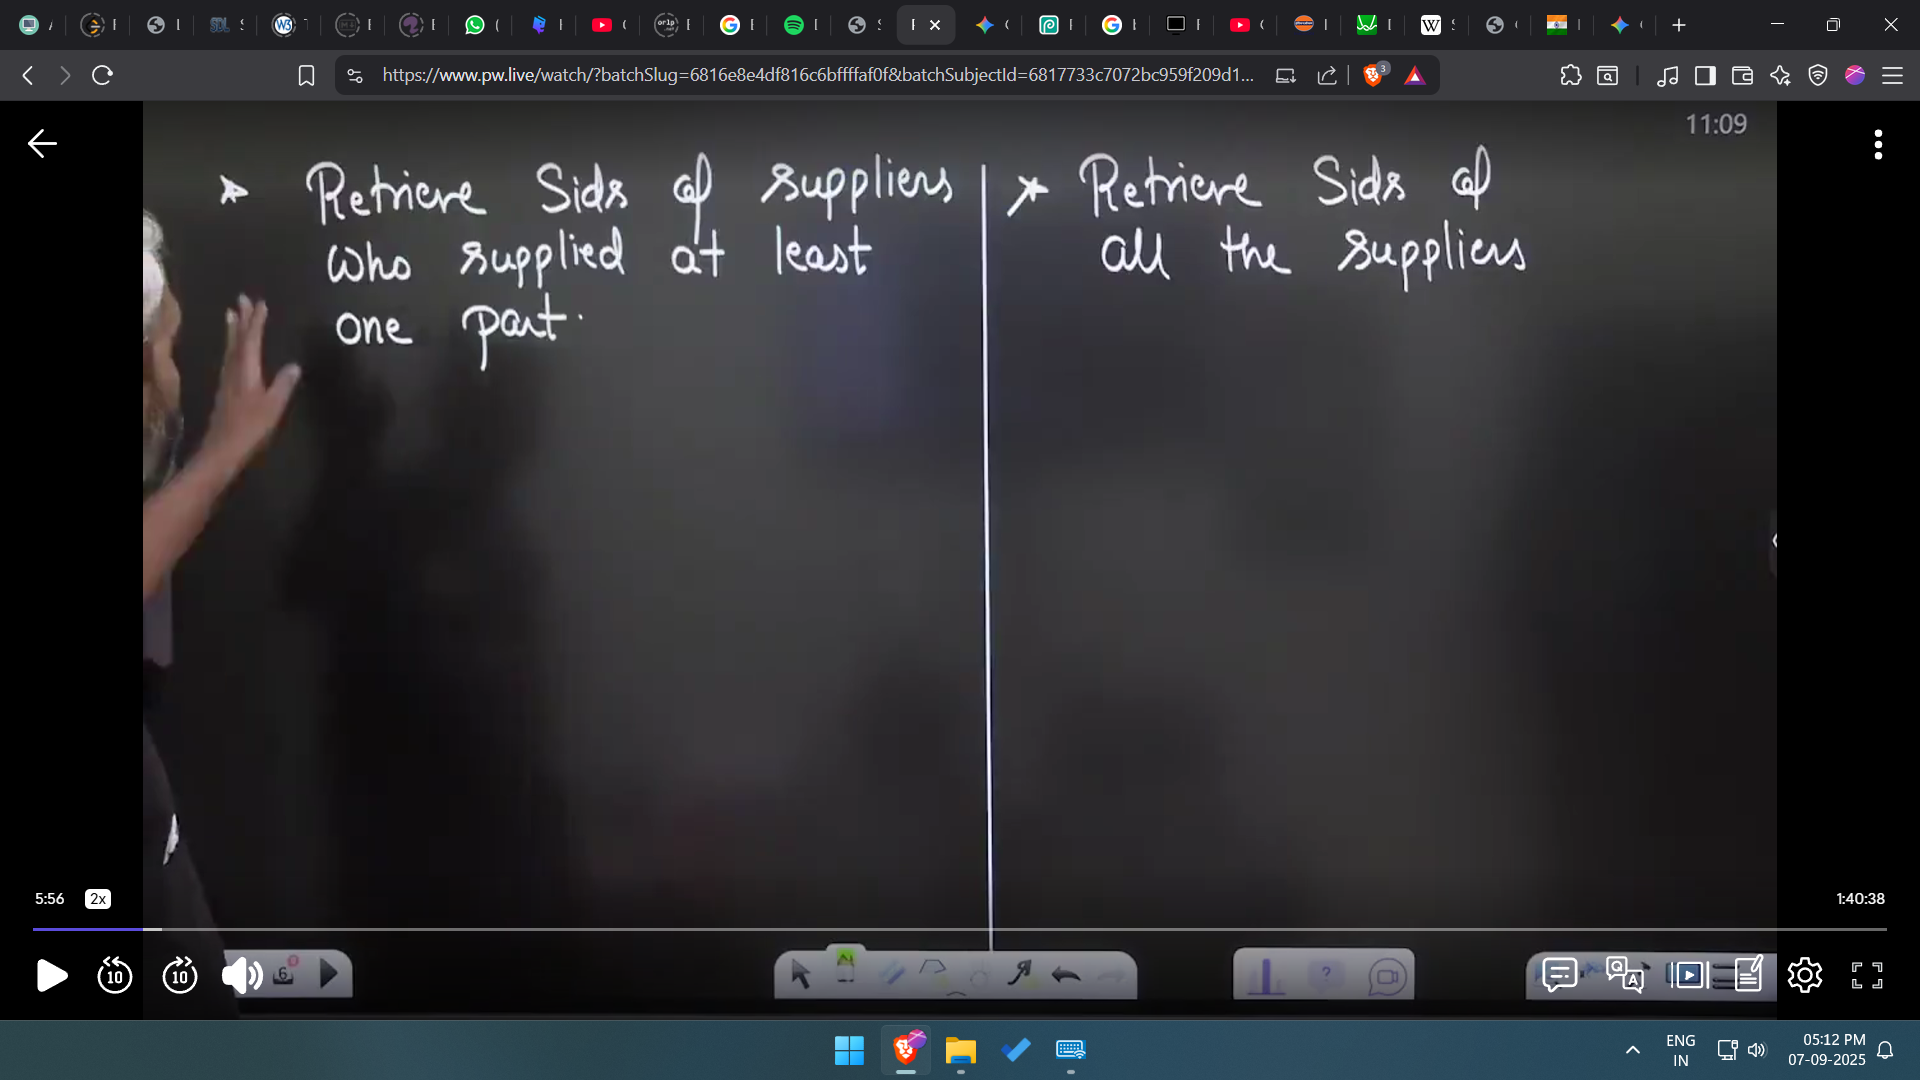 https://www.pw.live/watch/?batchSlug=6816e8e4df816c6bffffaf0f&batchSubjectId=6817733c7072bc959f209d1...
3
11:09
Retrieve Sids of suppliers
who supplied at least
one part.
Retrieve Sids of
all the suppliers
5:56 2x
1:40:38
10 10
6
ENG
IN
05:12 PM
07-09-2025